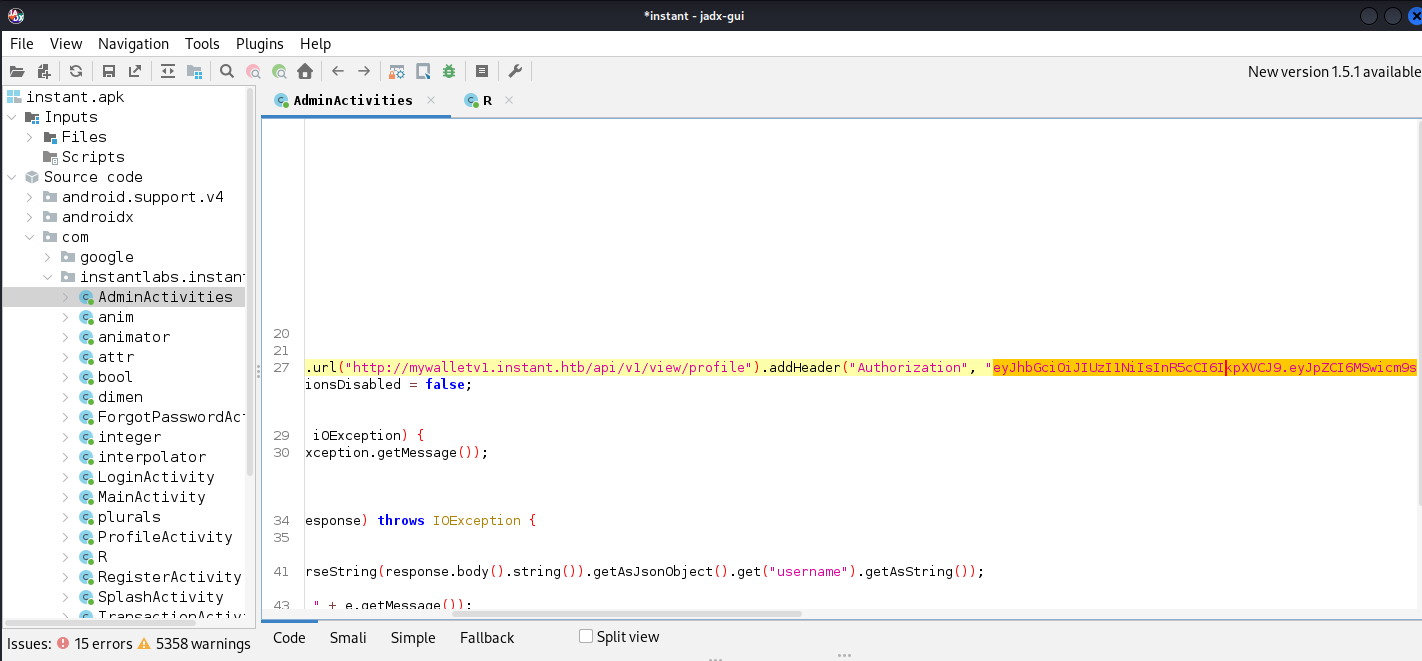 *instant - jadx-gui
File View Navigation Tools Plugins Help
New version 1.5.1 available
instant.apk
Inputs
Files
Scripts
Source code
android.support.v4
androidx
com
google
instantlabs.instant
AdminActivities
anim
animator
attr
bool
dimen
ForgotPasswordAc
integer
interpolator
LoginActivity
MainActivity
plurals
ProfileActivity
R
RegisterActivity
SplashActivity
TransactionActiv
Issues: 15 errors 5358 warnings
AdminActivities R
20
21
27 .url("http://mywalletv1.instant.htb/api/v1/view/profile").addHeader("Authorization", "eyJhbGciOiJIUzI1NiIsInR5cCI6IkpXVCJ9.eyJpZCI6MSwicm9s
ionsDisabled = false;
29 iOException) {
30 xception.getMessage());
34 esponse) throws IOException {
35
41 rseString(response.body().string()).getAsJsonObject().get("username").getAsString());
43 " + e.getMessage());
Code Smali Simple Fallback Split view